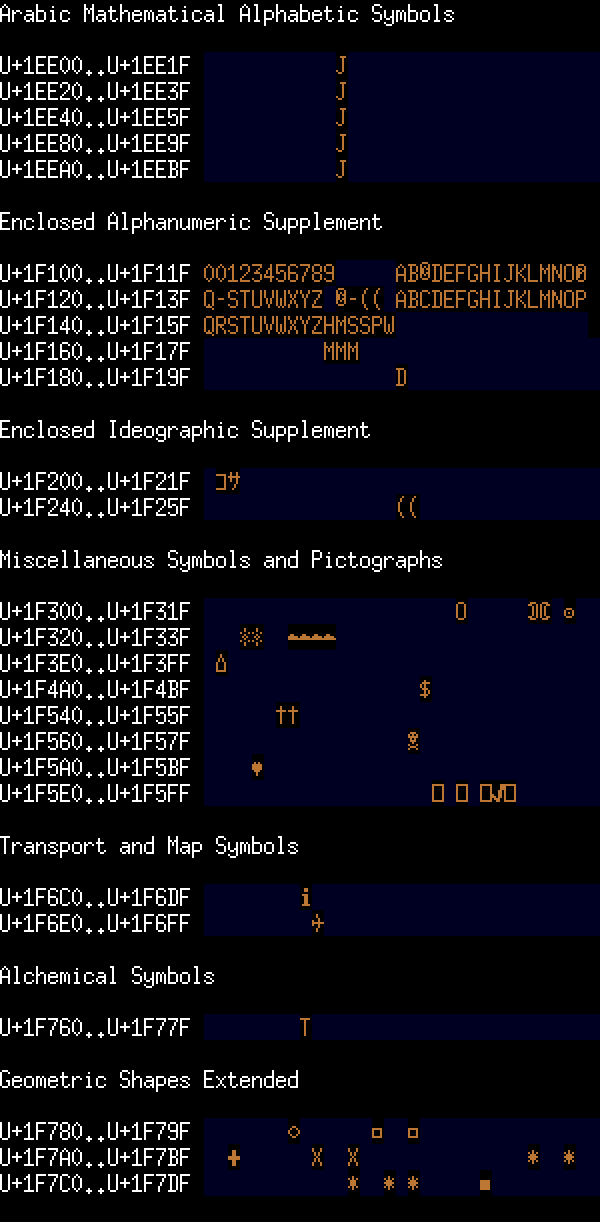 Arabic Mathematical Alphabetic Symbols
U+1EE00..U+1EE1F J
U+1EE20..U+1EE3F J
U+1EE40..U+1EE5F J
U+1EE80..U+1EE9F J
U+1EEA0..U+1EEBF J
Enclosed Alphanumeric Supplement
U+1F100..U+1F11F 00123456789 AB@DEFGHIJKLMNO@
U+1F120..U+1F13F Q-STUVWXYZ @-(( ABCDEFGHIJKLMNOP
U+1F140..U+1F15F QRSTUVWXYZHMSSPW
U+1F160..U+1F17F MMM
U+1F180..U+1F19F D
Enclosed Ideographic Supplement
U+1F200..U+1F21F コサ
U+1F240..U+1F25F ((
Miscellaneous Symbols and Pictographs
U+1F300..U+1F31F
U+1F320..U+1F33F
U+1F3E0..U+1F3FF
U+1F4A0..U+1F4BF $
U+1F540..U+1F55F ††
U+1F560..U+1F57F
U+1F5A0..U+1F5BF ♥
U+1F5E0..U+1F5FF
Transport and Map Symbols
U+1F6C0..U+1F6DF i
U+1F6E0..U+1F6FF ✈
Alchemical Symbols
U+1F760..U+1F77F T
Geometric Shapes Extended
U+1F780..U+1F79F ◇ ▫ ▫
U+1F7A0..U+1F7BF + X X * *
U+1F7C0..U+1F7DF * * * ■